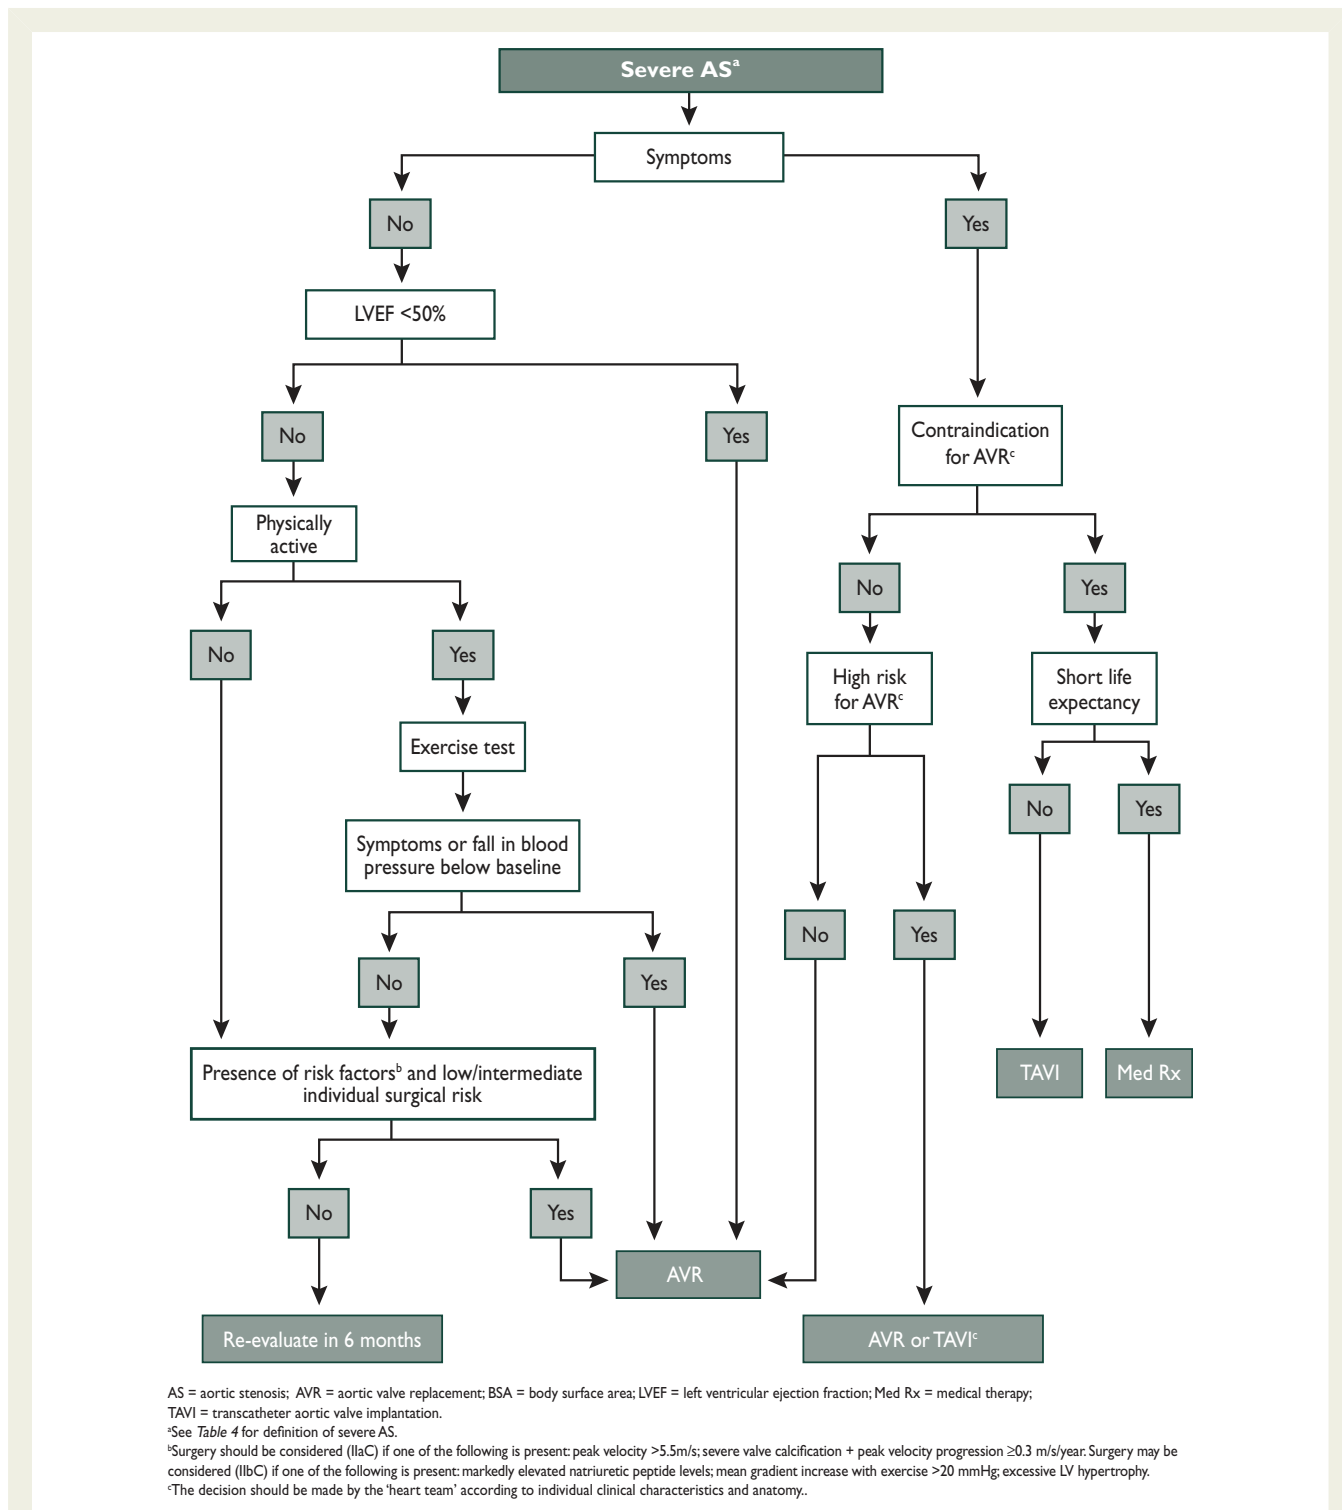 Severe ASa
Symptoms
No
Yes
LVEF <50%
No
Yes
Contraindication
for AVRc
Physically
active
No
Yes
No
Yes
High risk
for AVRc
Short life
expectancy
Exercise test
No
Yes
Symptoms or fall in blood
pressure below baseline
No
Yes
No
Yes
Presence of risk factorsb and low/intermediate
individual surgical risk
TAVI
Med Rx
No
Yes
AVR
Re-evaluate in 6 months
AVR or TAVIc
AS = aortic stenosis; AVR = aortic valve replacement; BSA = body surface area; LVEF = left ventricular ejection fraction; Med Rx = medical therapy;
TAVI = transcatheter aortic valve implantation.
aSee Table 4 for definition of severe AS.
bSurgery should be considered (IIaC) if one of the following is present: peak velocity >5.5m/s; severe valve calcification + peak velocity progression ≥0.3 m/s/year. Surgery may be
considered (IIbC) if one of the following is present: markedly elevated natriuretic peptide levels; mean gradient increase with exercise >20 mmHg; excessive LV hypertrophy.
cThe decision should be made by the ‘heart team’ according to individual clinical characteristics and anatomy..